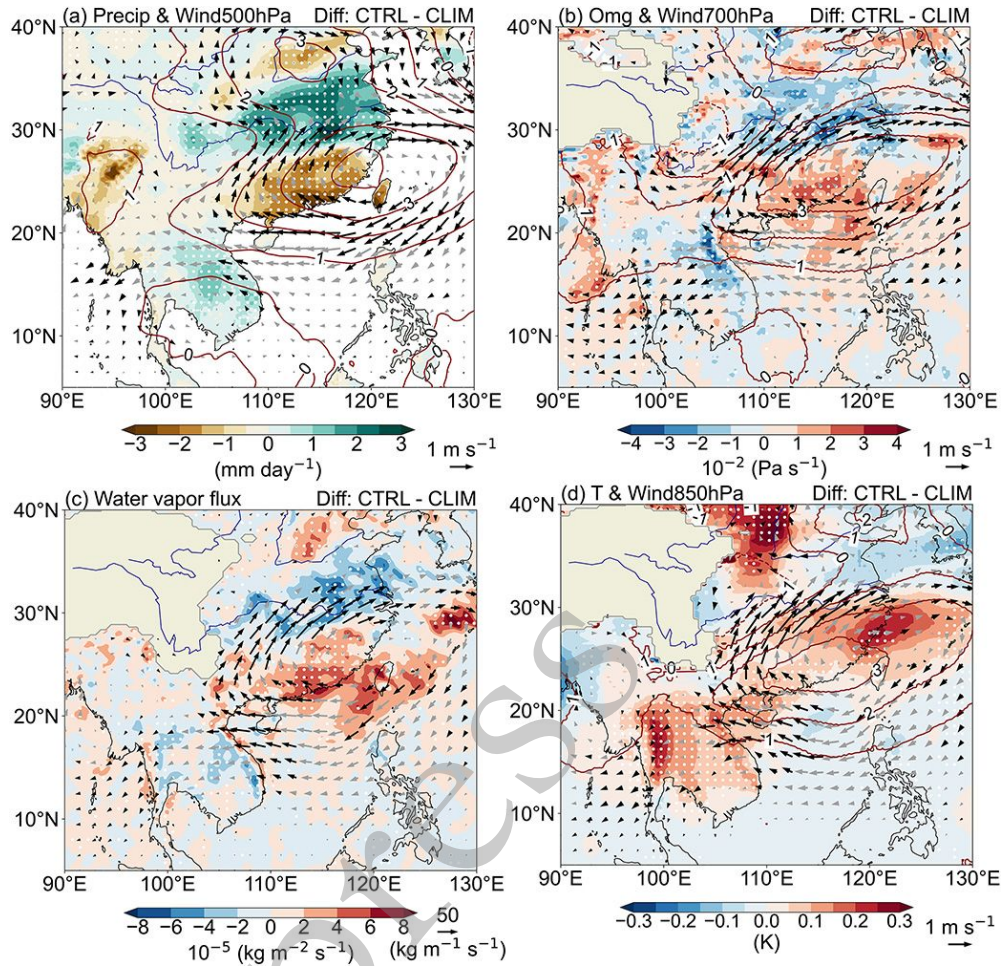 (a) Precip & Wind500hPa Diff: CTRL - CLIM
(b) Omg & Wind700hPa Diff: CTRL - CLIM
40°N 40°N
30°N 30°N
20°N 20°N
10°N 10°N
90°E 100°E 110°E 120°E 130°E
90°E 100°E 110°E 120°E 130°E
−3 −2 −1 0 1 2 3 1 m s⁻¹
(mm day⁻¹)
−4 −3 −2 −1 0 1 2 3 4 1 m s⁻¹
10⁻² (Pa s⁻¹)
(c) Water vapor flux Diff: CTRL - CLIM
(d) T & Wind850hPa Diff: CTRL - CLIM
40°N 40°N
30°N 30°N
20°N 20°N
10°N 10°N
90°E 100°E 110°E 120°E 130°E
90°E 100°E 110°E 120°E 130°E
−8 −6 −4 −2 0 2 4 6 8 50
10⁻⁵ (kg m⁻² s⁻¹) (kg m⁻¹ s⁻¹)
−0.3 −0.2 −0.1 0.0 0.1 0.2 0.3 1 m s⁻¹
(K)